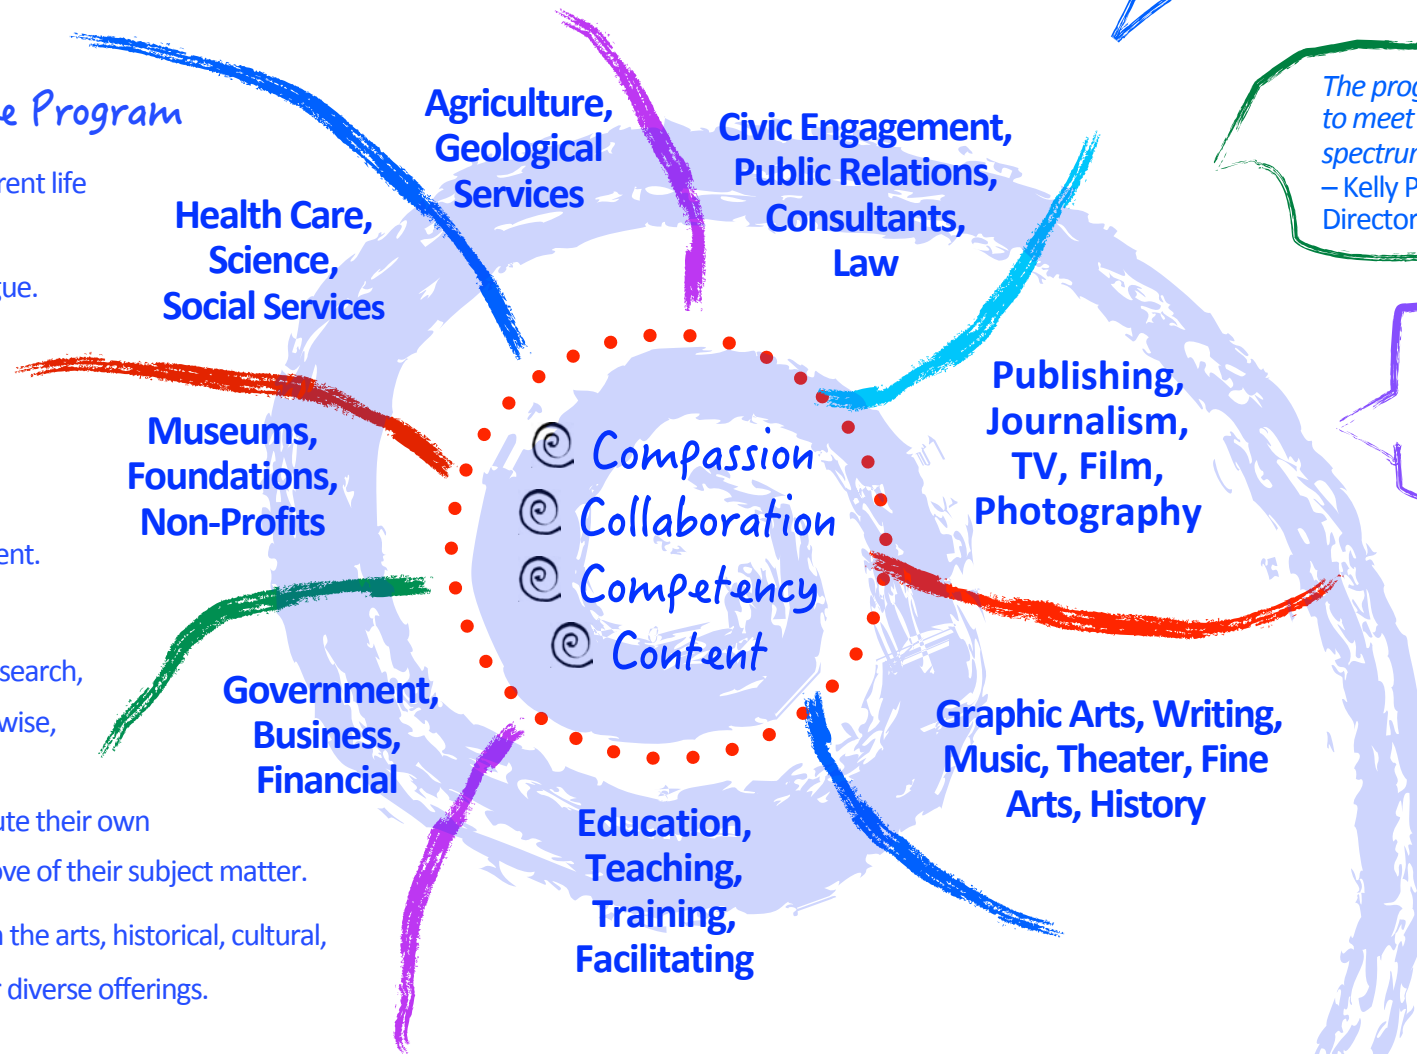 e Program
rent life
gue.
ent.
search,
wise,
ute their own
ove of their subject matter.
n the arts, historical, cultural,
r diverse offerings.
Agriculture,
Geological
Services
Civic Engagement,
Public Relations,
Consultants,
Law
Health Care,
Science,
Social Services
Museums,
Foundations,
Non-Profits
Government,
Business,
Financial
Compassion
Collaboration
Competency
Content
Publishing,
Journalism,
TV, Film,
Photography
Graphic Arts, Writing,
Music, Theater, Fine
Arts, History
Education,
Teaching,
Training,
Facilitating
The prog
to meet
spectrum
– Kelly P
Director